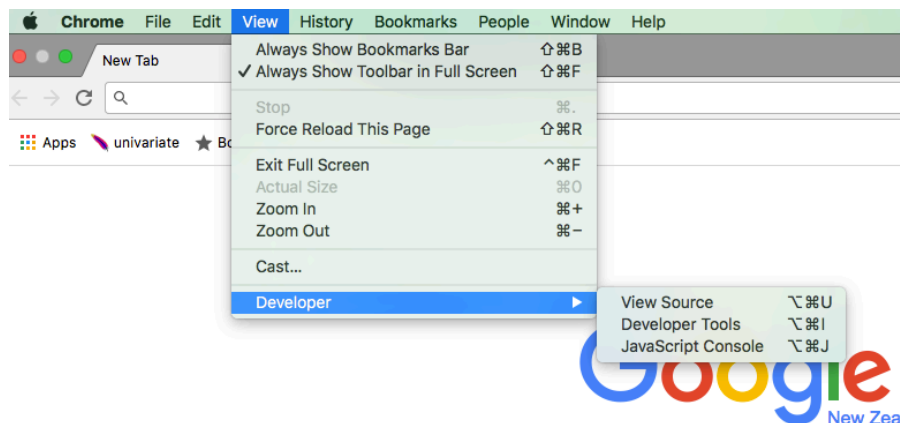 Chrome File Edit View History Bookmarks People Window Help
New Tab
Apps univariate
Always Show Bookmarks Bar ⇧⌘B
✓ Always Show Toolbar in Full Screen ⇧⌘F
Stop ⌘.
Force Reload This Page ⇧⌘R
Exit Full Screen ^⌘F
Actual Size ⌘0
Zoom In ⌘+
Zoom Out ⌘−
Cast...
Developer ▶
View Source ⌥⌘U
Developer Tools ⌥⌘I
JavaScript Console ⌥⌘J
Google
New Zea